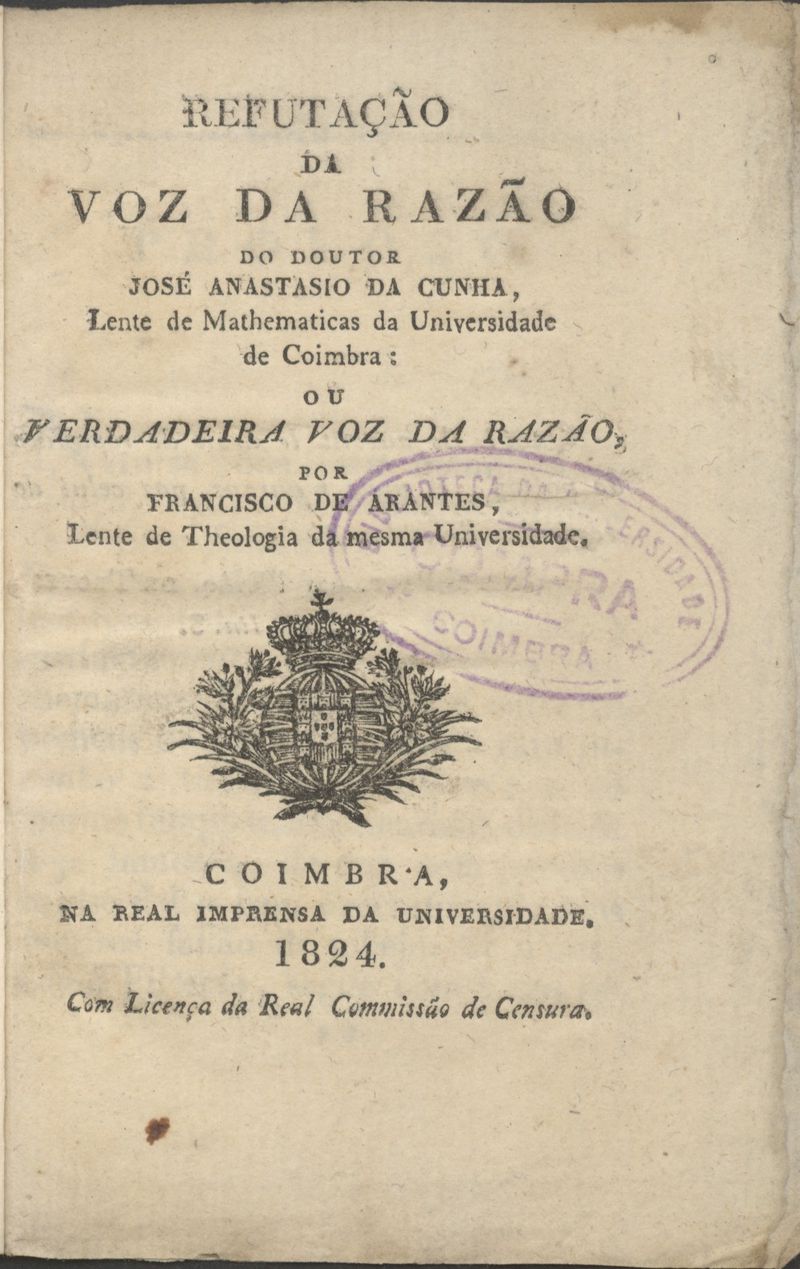 REFUTAÇÃO
DA
VOZ DA RAZÃO
DO DOUTOR
JOSÉ ANASTASIO DA CUNHA,
Lente de Mathematicas da Universidade
de Coimbra:
OU
VERDADEIRA VOZ DA RAZÃO,
POR
FRANCISCO DE ARANTES,
Lente de Theologia da mesma Universidade.
COIMBRA
COIMBRA,
NA REAL IMPRENSA DA UNIVERSIDADE.
1824.
Com Licença da Real Commissão de Censura.